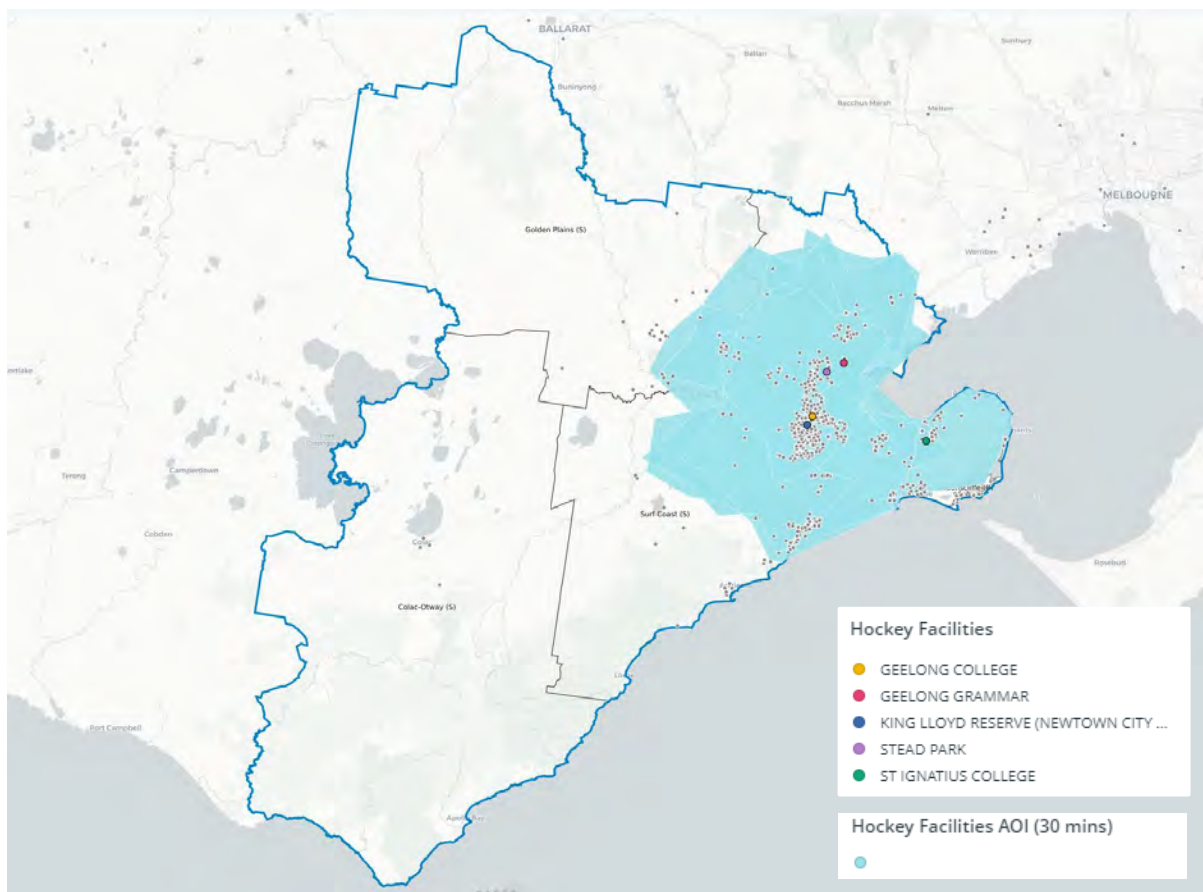 BALLARAT
Sunbury
Ballan
Buninyong
Bacchus Marsh
Melton
MELBOURNE
Golden Plains (S)
Werribee
Camperdown
Terang
Surf Coast (S)
Cobden
Colac
Rosebud
Colac-Otway (S)
Port Campbell
Apollo Bay
Hockey Facilities
GEELONG COLLEGE
GEELONG GRAMMAR
KING LLOYD RESERVE (NEWTOWN CITY ...
STEAD PARK
ST IGNATIUS COLLEGE
Hockey Facilities AOI (30 mins)